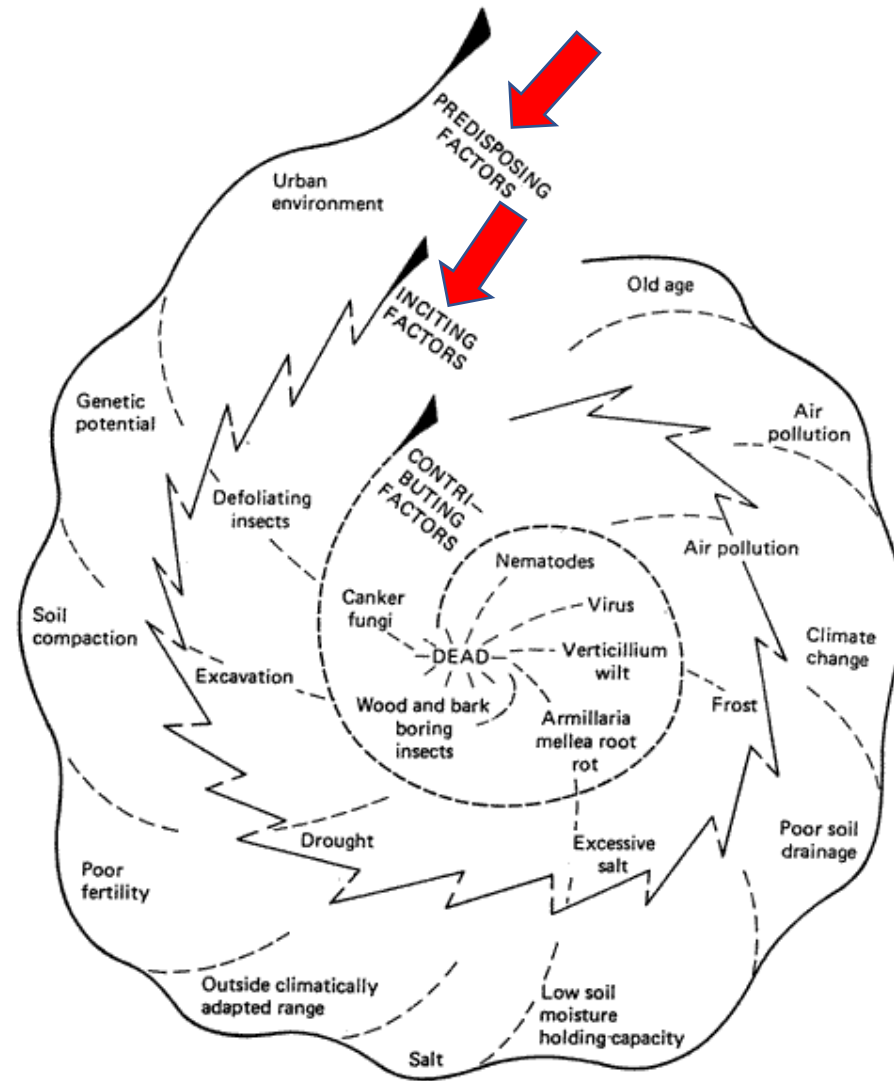 PREDISPOSING
FACTORS
Urban
environment
INCITING
FACTORS
Old age
Genetic
potential
Air
pollution
CONTRI-
BUTING
FACTORS
Defoliating
insects
Air pollution
Nematodes
Canker
fungi
Virus
Soil
compaction
DEAD
Verticillium
wilt
Climate
change
Excavation
Wood and bark
boring
insects
Armillaria
mellea root
rot
Frost
Drought
Excessive
salt
Poor soil
drainage
Poor
fertility
Outside climatically
adapted range
Low soil
moisture
holding capacity
Salt